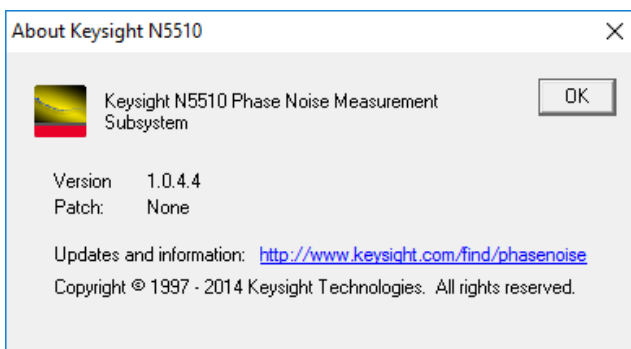 About Keysight N5510
Keysight N5510 Phase Noise Measurement
Subsystem
OK
Version 1.0.4.4
Patch: None
Updates and information: http://www.keysight.com/find/phasenoise
Copyright © 1997 - 2014 Keysight Technologies. All rights reserved.